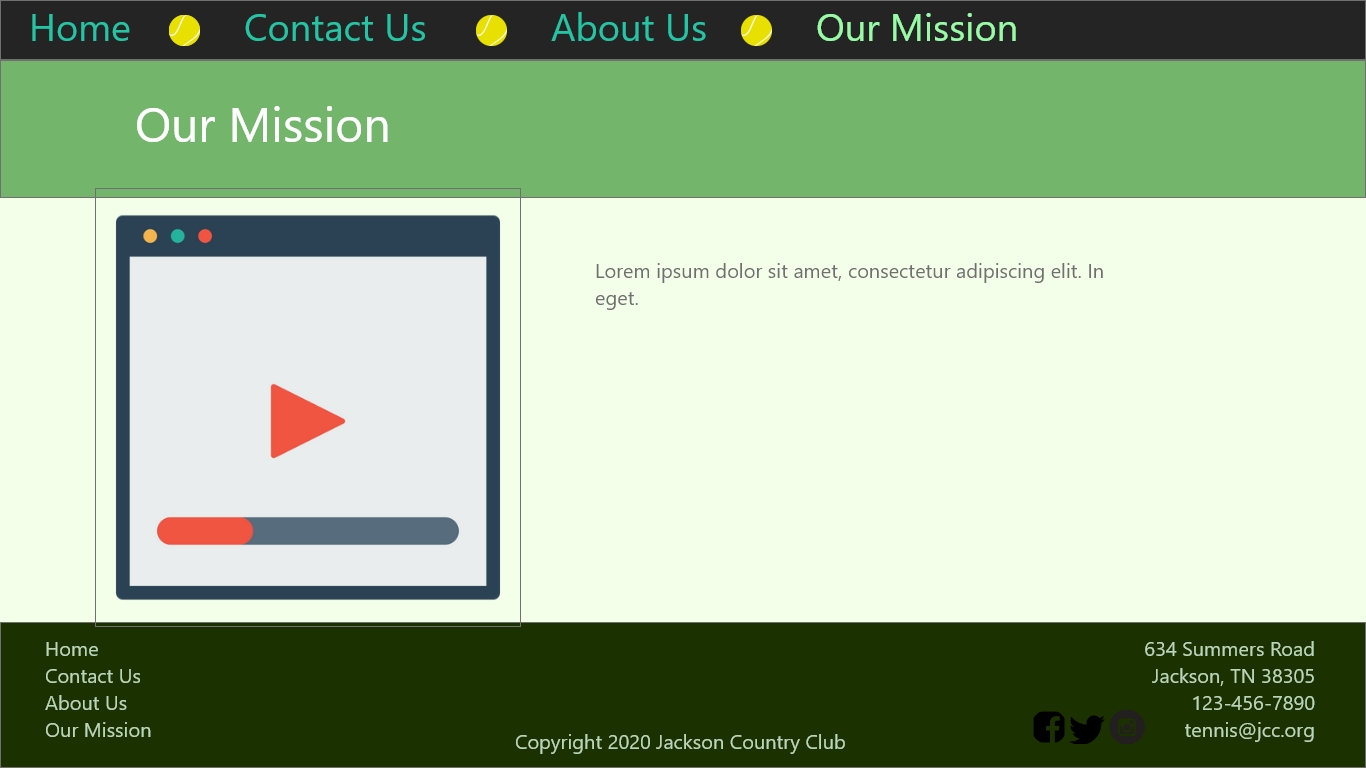 Home Contact Us About Us Our Mission
Our Mission
Lorem ipsum dolor sit amet, consectetur adipiscing elit. In
eget.
Home
Contact Us
About Us
Our Mission
Copyright 2020 Jackson Country Club
634 Summers Road
Jackson, TN 38305
123-456-7890
tennis@jcc.org